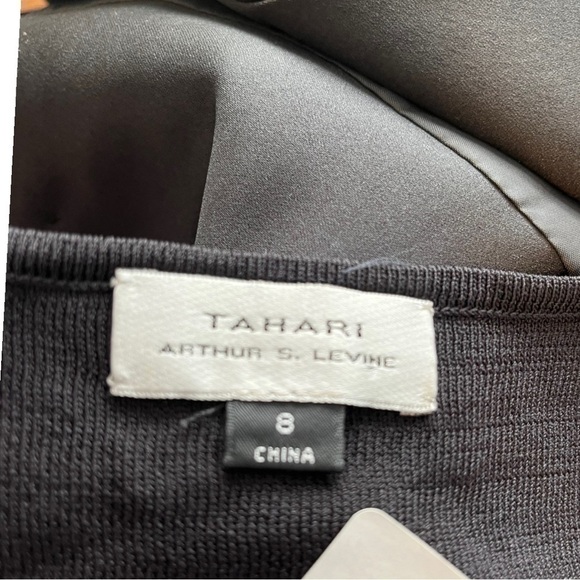 TAHARI
ARTHUR S. LEVINE
8
CHINA